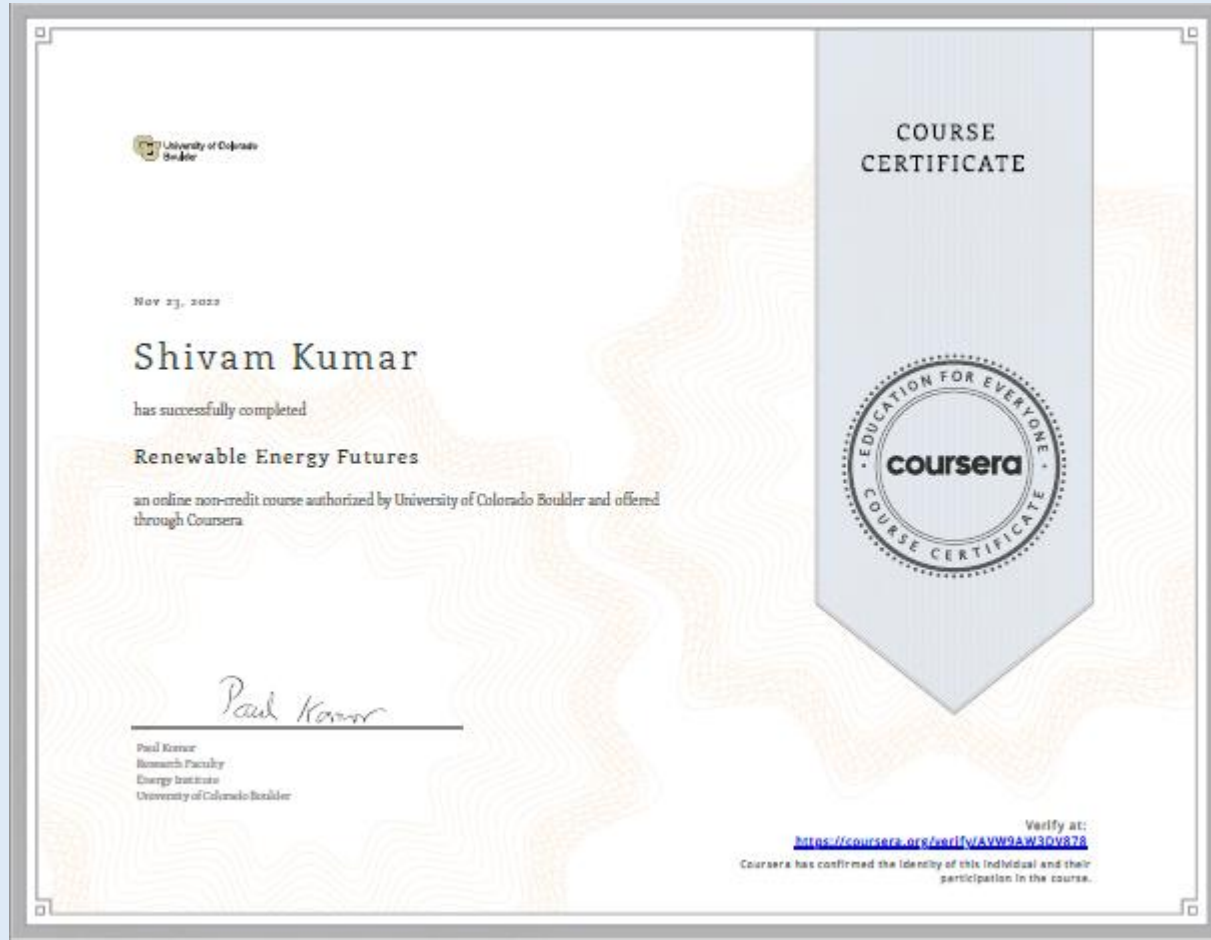 University of Colorado
Boulder
COURSE
CERTIFICATE
Nov 23, 2022
Shivam Kumar
has successfully completed
Renewable Energy Futures
an online non-credit course authorized by University of Colorado Boulder and offered
through Coursera
EDUCATION FOR EVERYONE
coursera
COURSE CERTIFICATE
Paul Komor
Paul Komor
Research Faculty
Energy Institute
University of Colorado Boulder
Verify at:
https://coursera.org/verify/AVW9AW3DV878
Coursera has confirmed the identity of this individual and their
participation in the course.